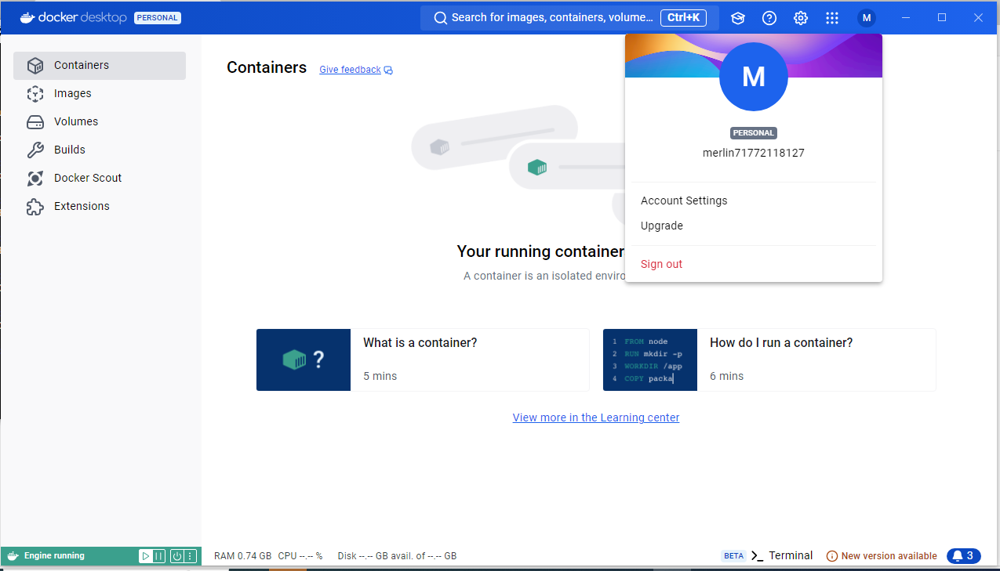 docker desktop PERSONAL
Search for images, containers, volume... Ctrl+K
M
Containers
Images
Volumes
Builds
Docker Scout
Extensions
Containers Give feedback
M
PERSONAL
merlin71772118127
Account Settings
Upgrade
Sign out
Your running container
A container is an isolated enviro
?
What is a container?
5 mins
1 FROM node
2 RUN mkdir -p
3 WORKDIR /app
4 COPY packa
How do I run a container?
6 mins
View more in the Learning center
Engine running
RAM 0.74 GB CPU --.-- % Disk --.-- GB avail. of --.-- GB
BETA >_ Terminal
New version available
3